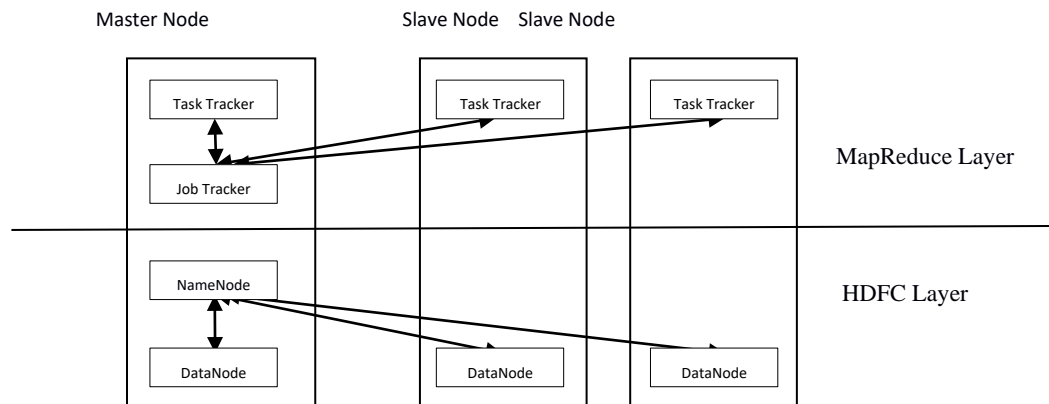 Master Node Slave Node Slave Node
Task Tracker Task Tracker Task Tracker
MapReduce Layer
Job Tracker
NameNode
HDFC Layer
DataNode DataNode DataNode